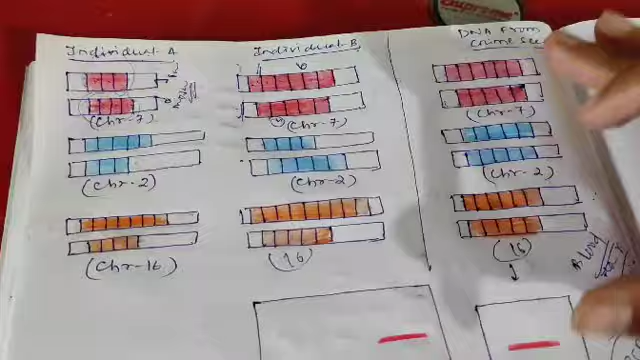 Individual A
Individual B
DNA From
Crime
(Chr-7)
(Chr-7)
(Chr-7)
(Chr-2)
(Chr-2)
(Chr-2)
(Chr-16)
(16)
(16)
Blood